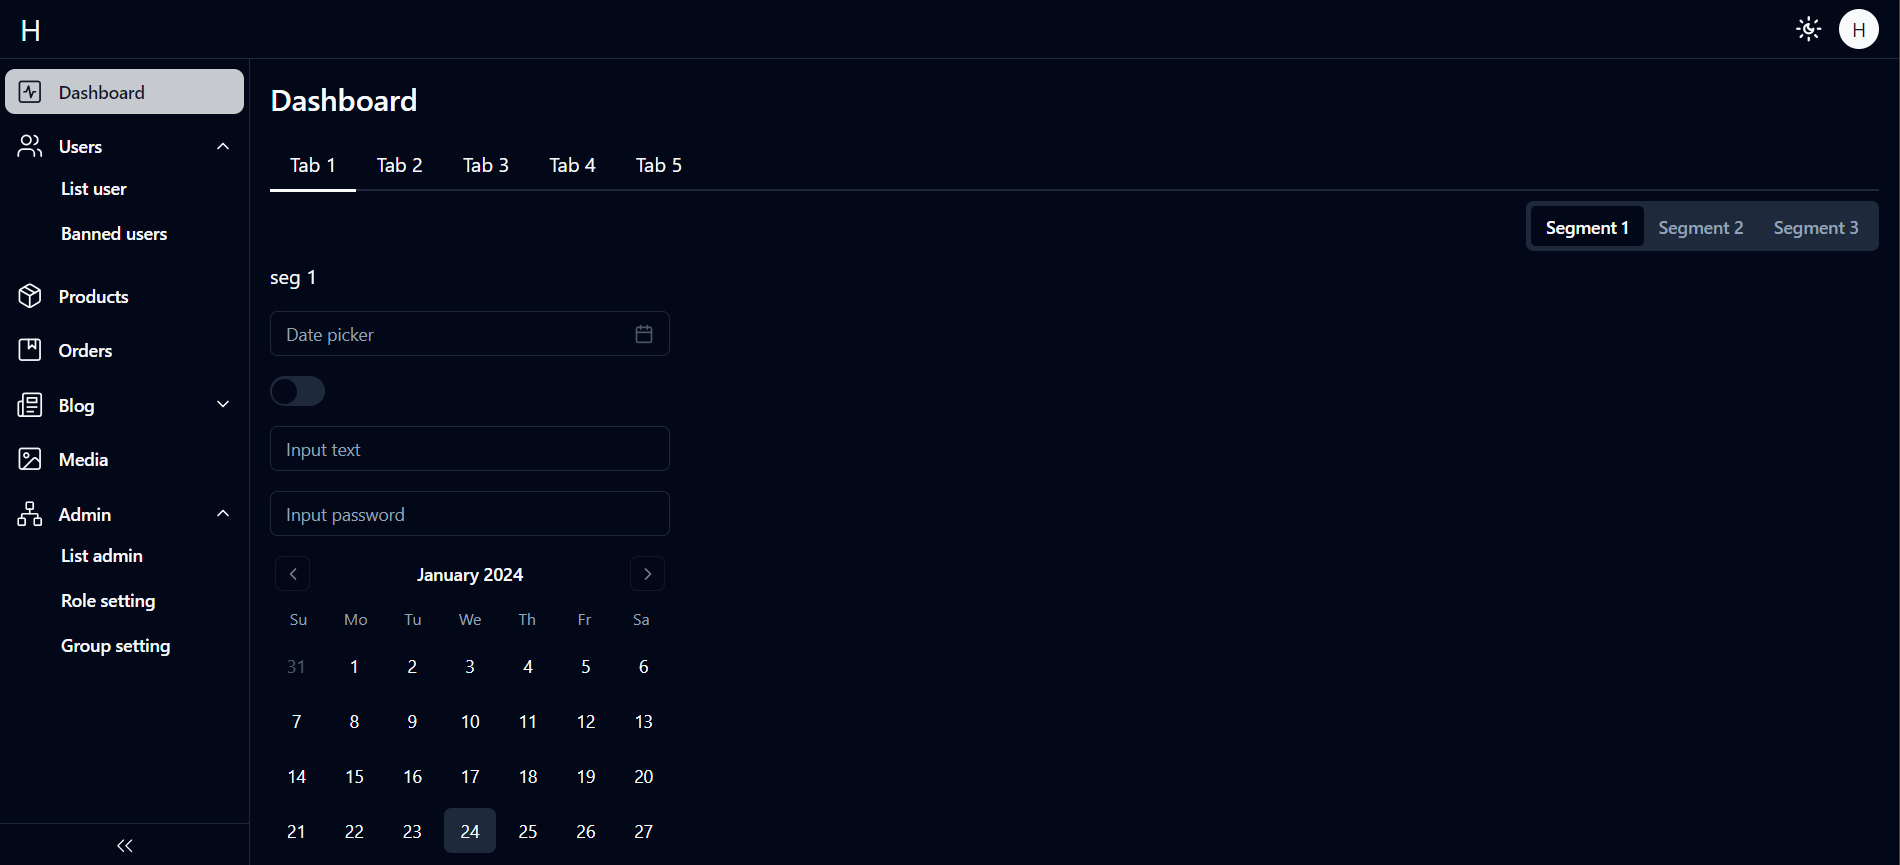 H
H
Dashboard
Users
List user
Banned users
Products
Orders
Blog
Media
Admin
List admin
Role setting
Group setting
Dashboard
Tab 1 Tab 2 Tab 3 Tab 4 Tab 5
Segment 1 Segment 2 Segment 3
seg 1
Date picker
Input text
Input password
January 2024
Su Mo Tu We Th Fr Sa
31 1 2 3 4 5 6
7 8 9 10 11 12 13
14 15 16 17 18 19 20
21 22 23 24 25 26 27